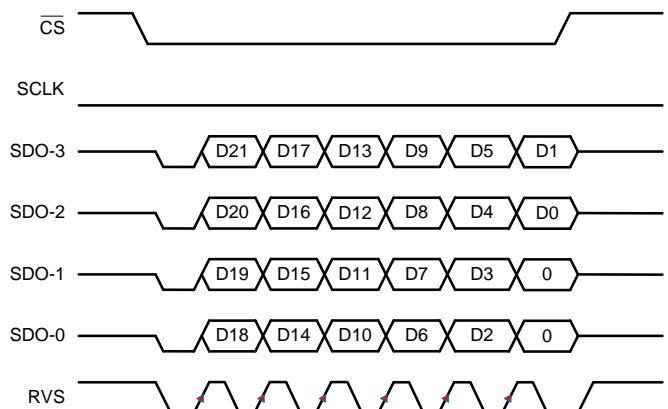 CS
SCLK
SDO-3 D21 D17 D13 D9 D5 D1
SDO-2 D20 D16 D12 D8 D4 D0
SDO-1 D19 D15 D11 D7 D3 0
SDO-0 D18 D14 D10 D6 D2 0
RVS